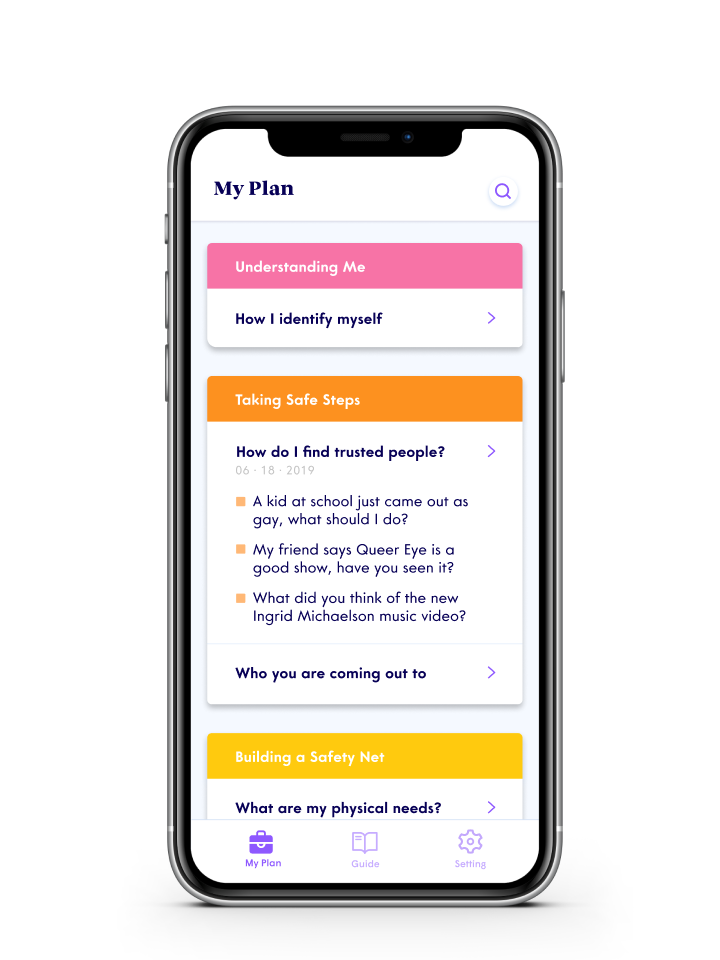 My Plan
Understanding Me
How I identify myself
Taking Safe Steps
How do I find trusted people?
06 · 18 · 2019
A kid at school just came out as
gay, what should I do?
My friend says Queer Eye is a
good show, have you seen it?
What did you think of the new
Ingrid Michaelson music video?
Who you are coming out to
Building a Safety Net
What are my physical needs?
My Plan
Guide
Setting